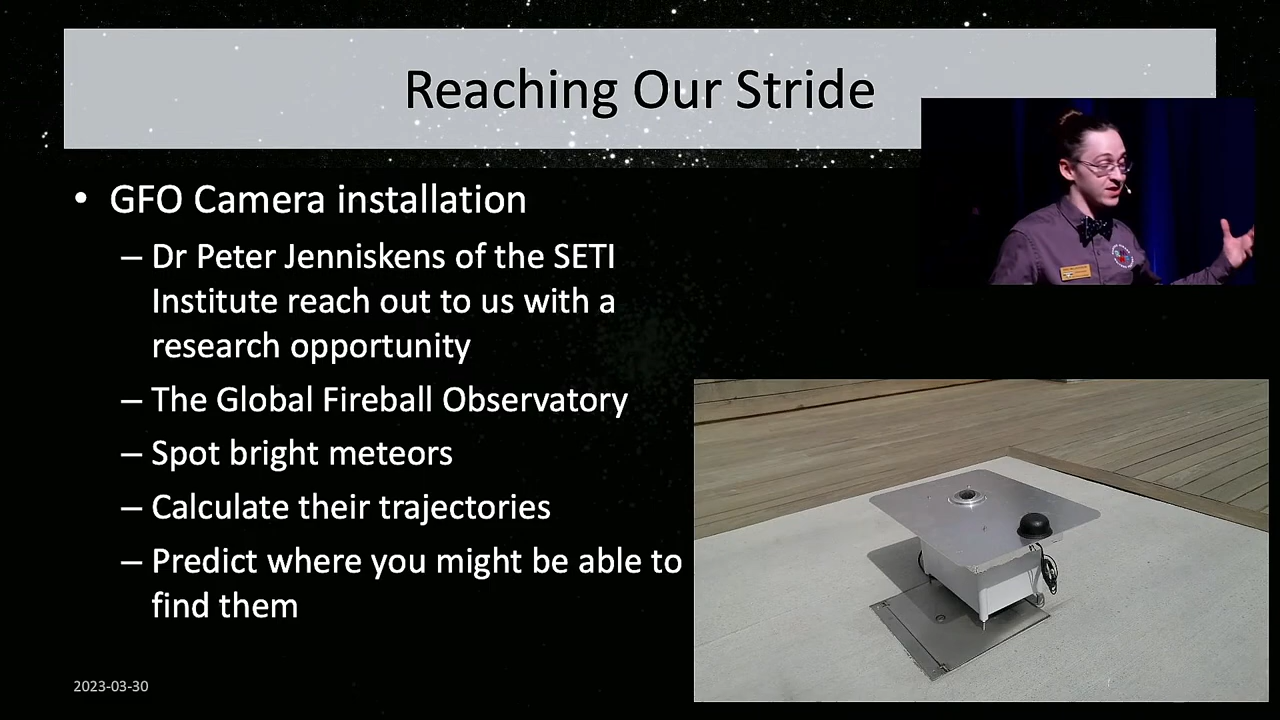 Reaching Our Stride
• GFO Camera installation
– Dr Peter Jenniskens of the SETI
Institute reach out to us with a
research opportunity
– The Global Fireball Observatory
– Spot bright meteors
– Calculate their trajectories
– Predict where you might be able to
find them
2023-03-30